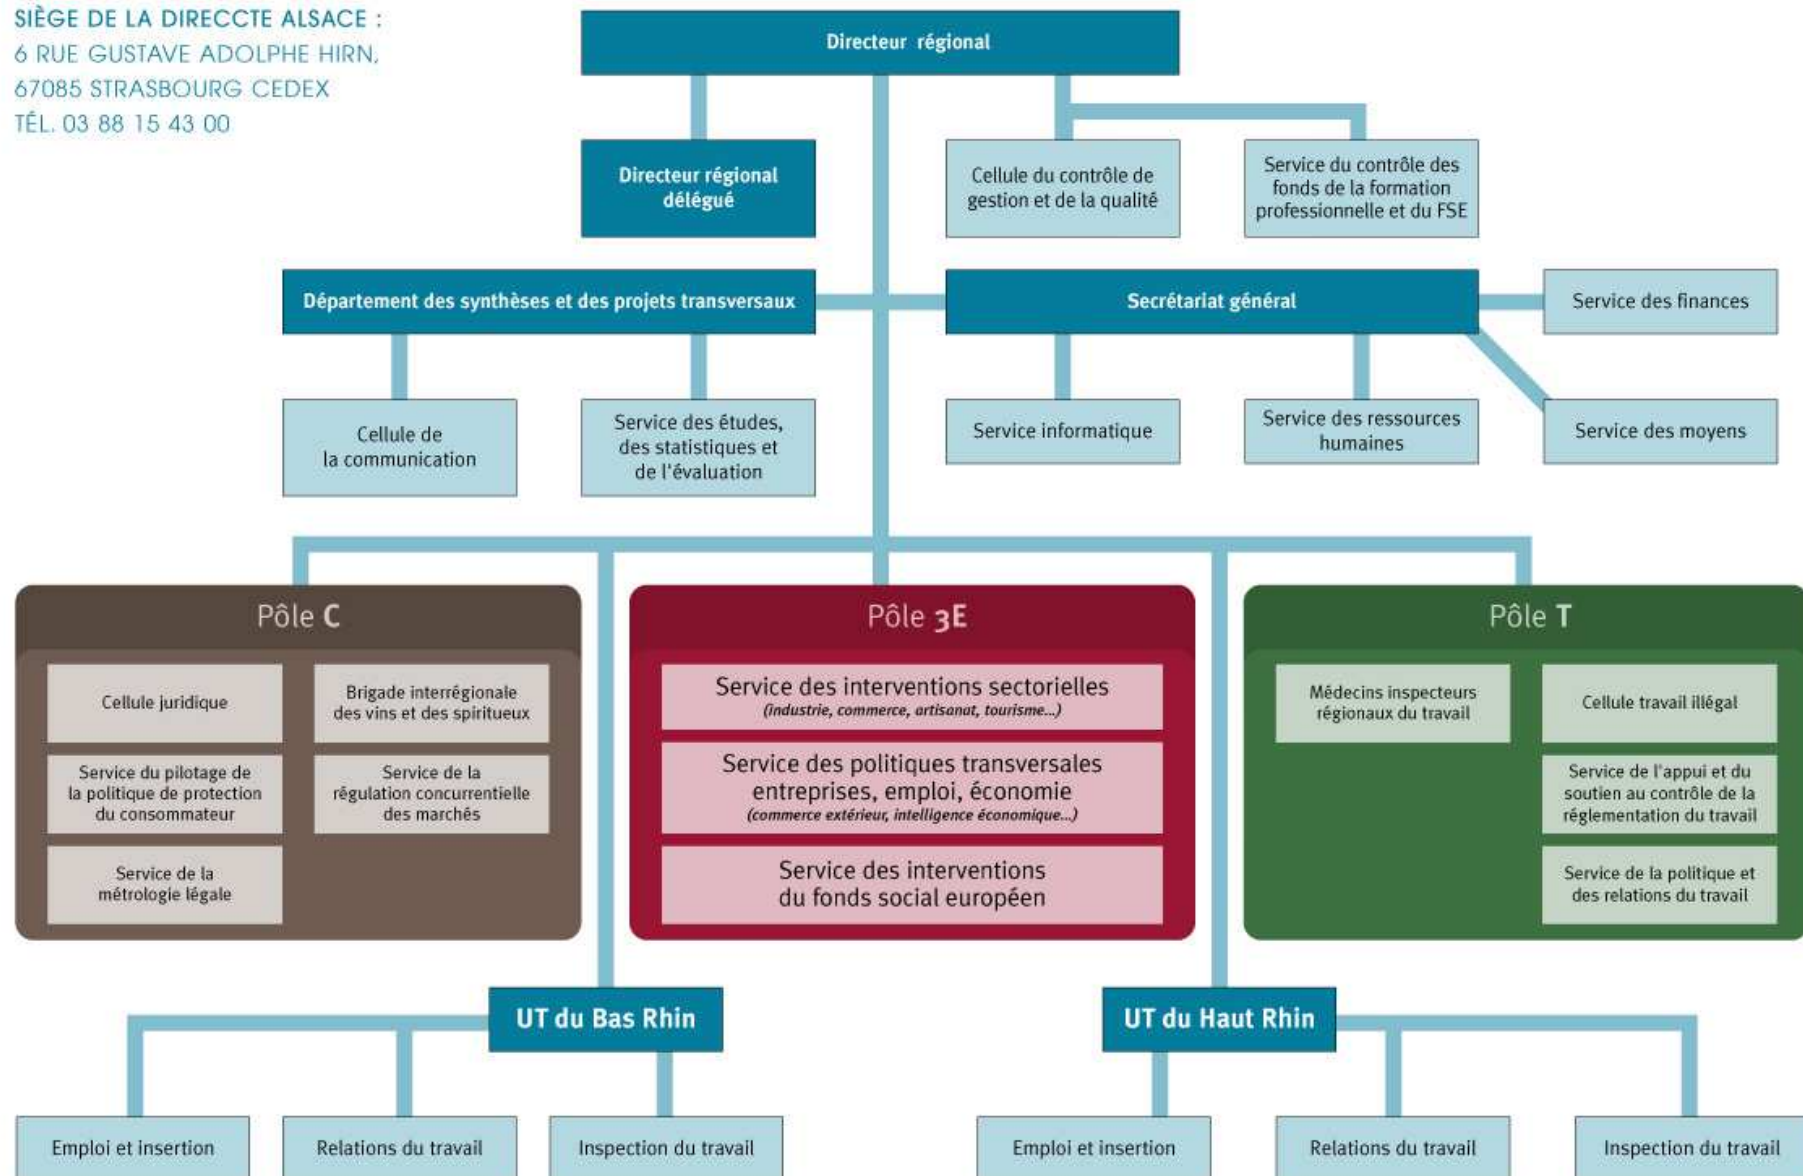 SIÈGE DE LA DIRECCTE ALSACE :
6 RUE GUSTAVE ADOLPHE HIRN,
67085 STRASBOURG CEDEX
TÉL. 03 88 15 43 00
Directeur régional
Directeur régional
délégué
Cellule du contrôle de
gestion et de la qualité
Service du contrôle des
fonds de la formation
professionnelle et du FSE
Département des synthèses et des projets transversaux
Secrétariat général
Service des finances
Cellule de
la communication
Service des études,
des statistiques et
de l'évaluation
Service informatique
Service des ressources
humaines
Service des moyens
Pôle C
Cellule juridique
Brigade interrégionale
des vins et des spiritueux
Service du pilotage de
la politique de protection
du consommateur
Service de la
régulation concurrentielle
des marchés
Service de la
métrologie légale
Pôle 3E
Service des interventions sectorielles
(industrie, commerce, artisanat, tourisme...)
Service des politiques transversales
entreprises, emploi, économie
(commerce extérieur, intelligence économique...)
Service des interventions
du fonds social européen
Pôle T
Médecins inspecteurs
régionaux du travail
Cellule travail illégal
Service de l'appui et du
soutien au contrôle de la
réglementation du travail
Service de la politique et
des relations du travail
UT du Bas Rhin
UT du Haut Rhin
Emploi et insertion
Relations du travail
Inspection du travail
Emploi et insertion
Relations du travail
Inspection du travail